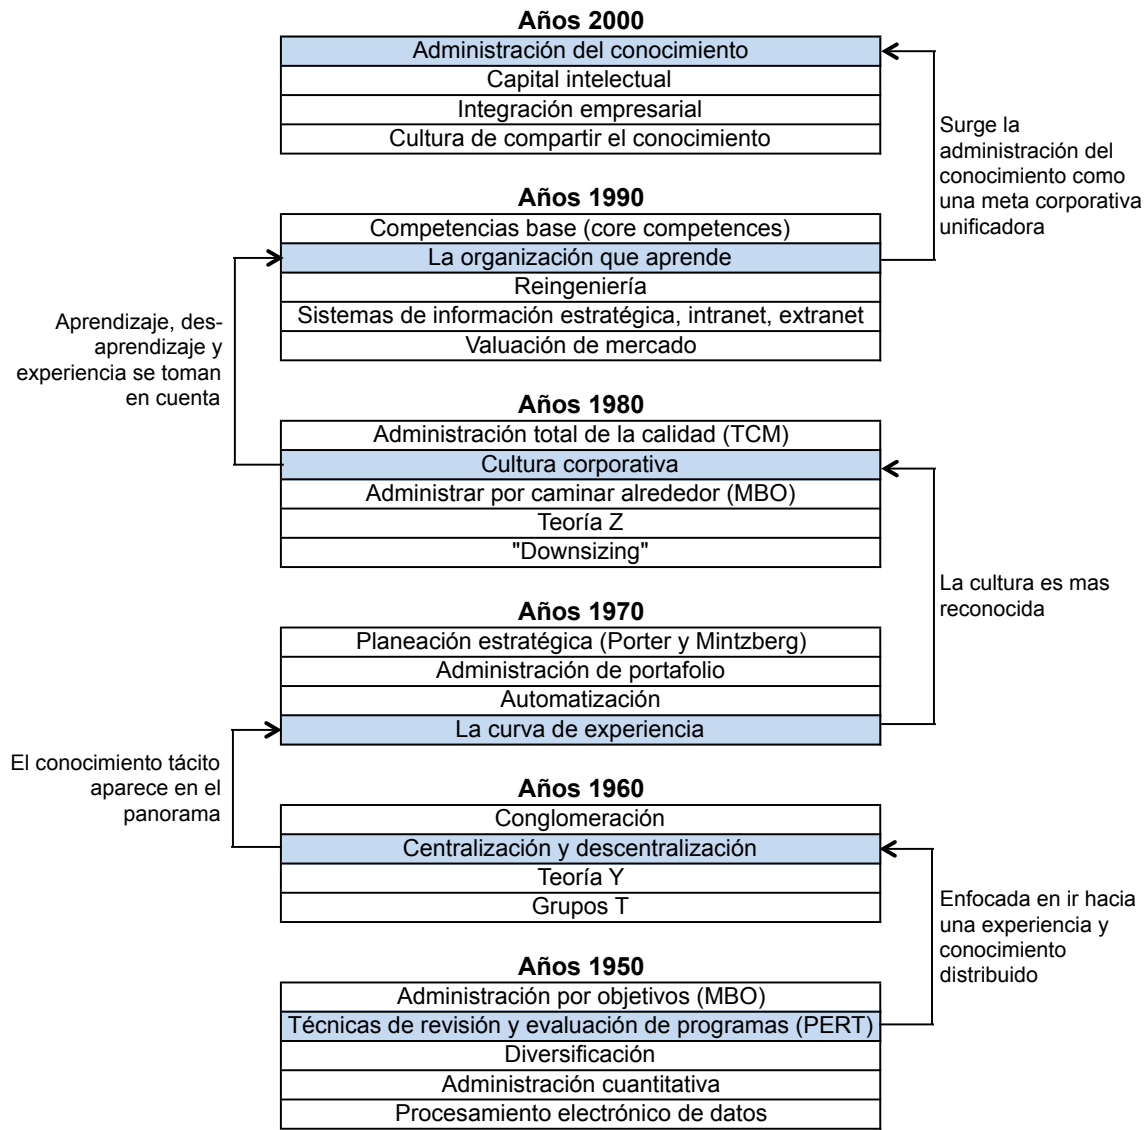 Años 2000
Administración del conocimiento
Capital intelectual
Integración empresarial
Cultura de compartir el conocimiento
Surge la
administración del
conocimiento como
una meta corporativa
unificadora
Años 1990
Competencias base (core competences)
La organización que aprende
Reingeniería
Sistemas de información estratégica, intranet, extranet
Valuación de mercado
Aprendizaje, des-
aprendizaje y
experiencia se toman
en cuenta
Años 1980
Administración total de la calidad (TCM)
Cultura corporativa
Administrar por caminar alrededor (MBO)
Teoría Z
"Downsizing"
La cultura es mas
reconocida
Años 1970
Planeación estratégica (Porter y Mintzberg)
Administración de portafolio
Automatización
La curva de experiencia
El conocimiento tácito
aparece en el
panorama
Años 1960
Conglomeración
Centralización y descentralización
Teoría Y
Grupos T
Enfocada en ir hacia
una experiencia y
conocimiento
distribuido
Años 1950
Administración por objetivos (MBO)
Técnicas de revisión y evaluación de programas (PERT)
Diversificación
Administración cuantitativa
Procesamiento electrónico de datos